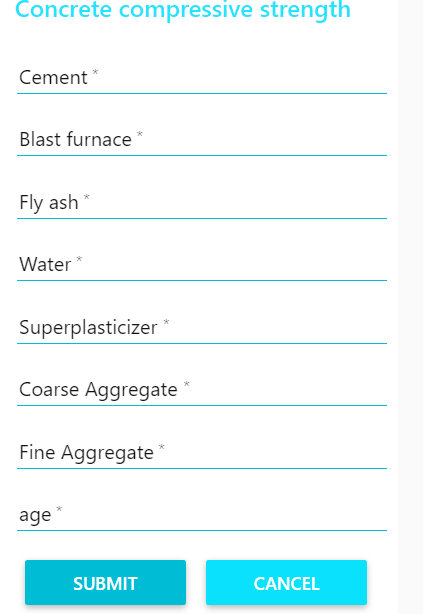 Concrete compressive strength
Cement *
Blast furnace *
Fly ash *
Water *
Superplasticizer *
Coarse Aggregate *
Fine Aggregate *
age *
SUBMIT CANCEL